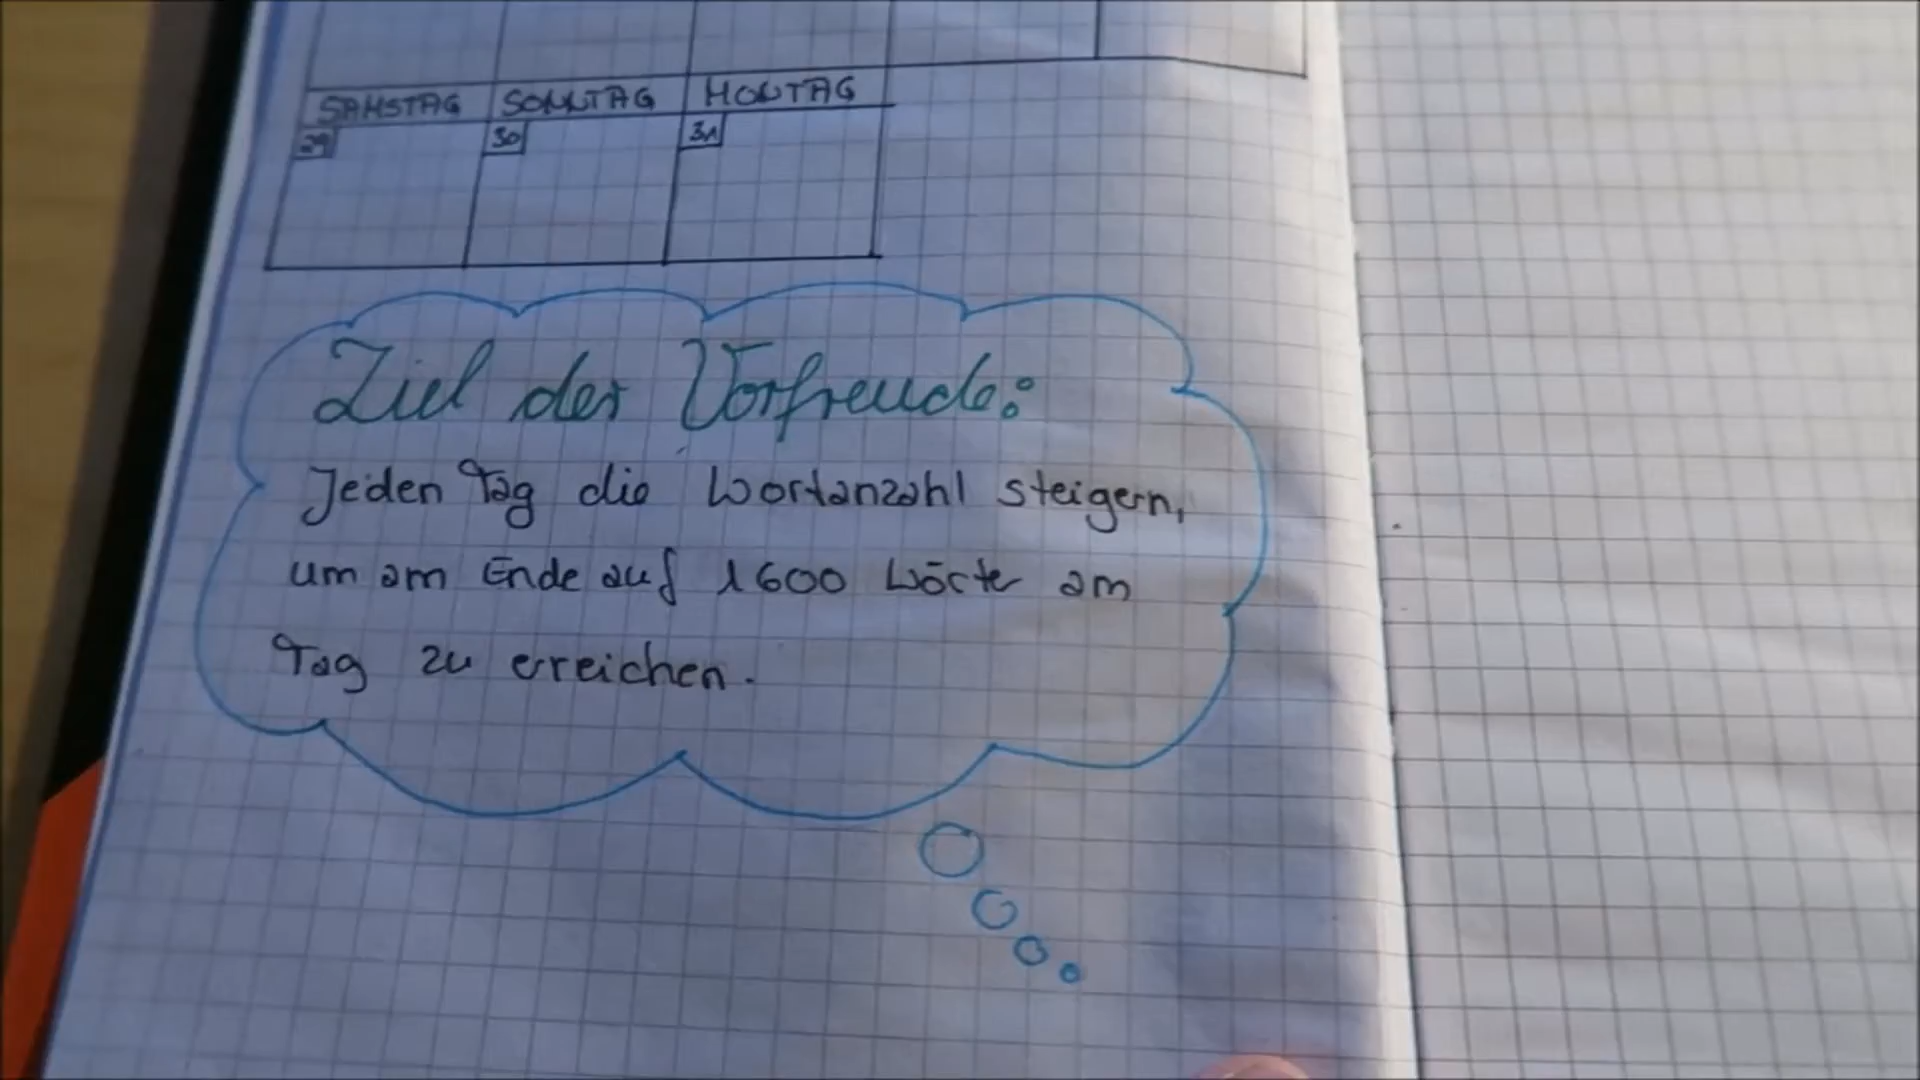 SAMSTAG SONNTAG MONTAG
29 30 31
Ziel der Vorfreude:
Jeden Tag die Wortanzahl steigern,
um am Ende auf 1600 Wörter am
Tag zu erreichen.